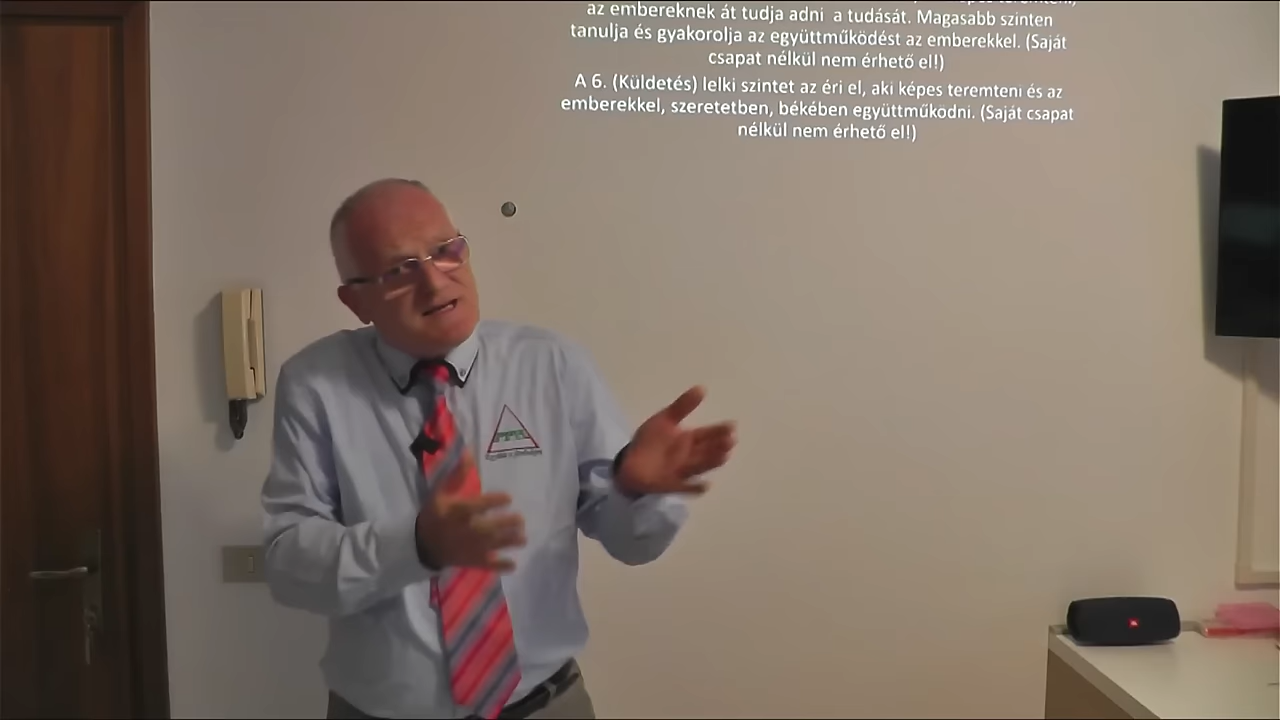 az embereknek át tudja adni a tudását. Magasabb szinten
tanulja és gyakorolja az együttműködést az emberekkel. (Saját
csapat nélkül nem érhető el!)
A 6. (Küldetés) lelki szintet az éri el, aki képes teremteni és az
emberekkel, szeretetben, békében együttműködni. (Saját csapat
nélkül nem érhető el!)
JBL